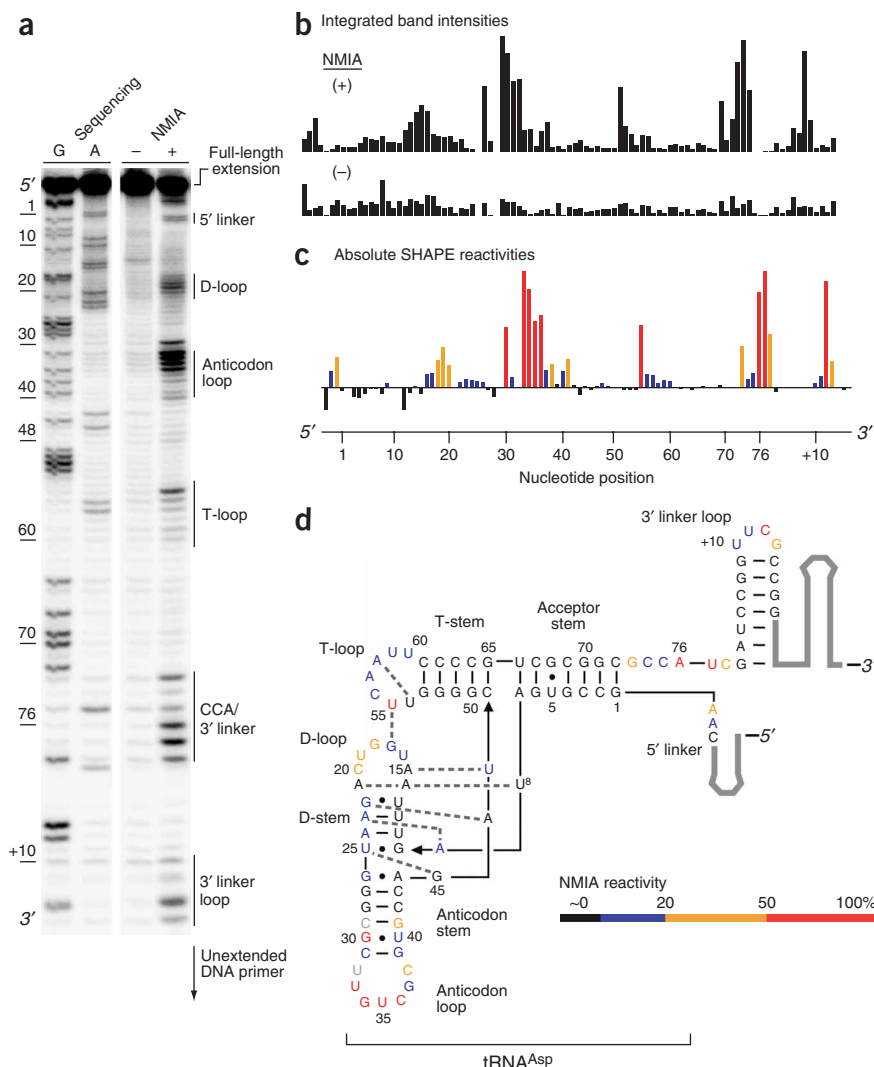 a
Sequencing
NMIA
G A – +
Full-length
extension
5′
1
10
20
30
40
48
60
70
76
+10
3′
5′ linker
D-loop
Anticodon
loop
T-loop
CCA/
3′ linker
3′ linker
loop
Unextended
DNA primer
b Integrated band intensities
NMIA
(+)
(–)
c Absolute SHAPE reactivities
5′ 3′
1 10 20 30 40 50 60 70 76 +10
Nucleotide position
d
3′ linker loop
+10
U U C G
U C
G C
G G
C G
C
U
A
G
3′
T-stem
Acceptor
stem
T-loop
60 65 70 76
A U U C C C C G U C G C G G C G C C A U C G
A
C U U G G G G C A G U G C C G
55 50 5 1
A
A
C
5′ linker
5′
D-loop
U G G U
C 15 A U
20 A A U8
D-stem
G U
A U A
A U
25 U G A
G A G
45
G C
C C
G G
Anticodon
stem
30 G U 40
C G
U C
U G
G U C C
35
Anticodon
loop
tRNAAsp
NMIA reactivity
~0 20 50 100%